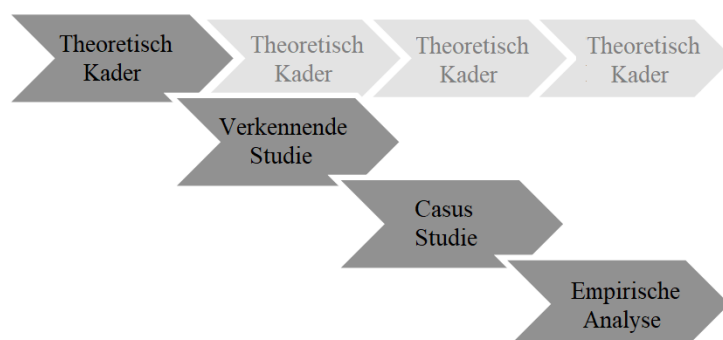 Theoretisch
Kader
Theoretisch
Kader
Theoretisch
Kader
Theoretisch
Kader
Verkennende
Studie
Casus
Studie
Empirische
Analyse